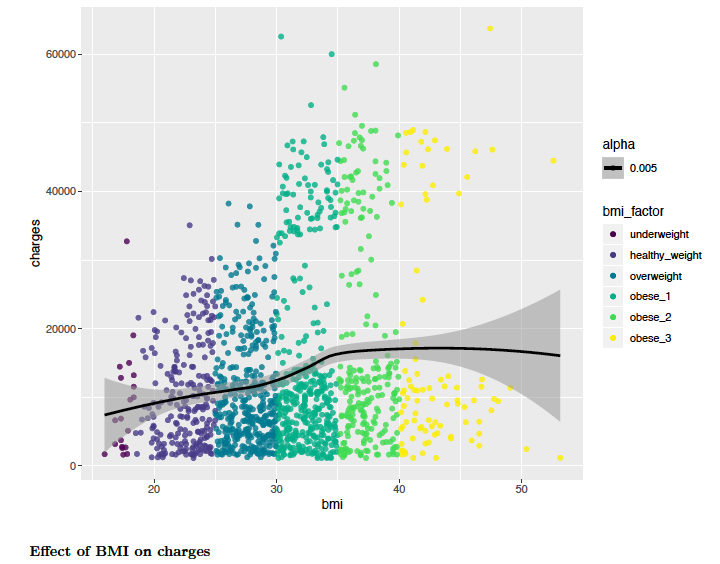 60000
40000
20000
0
charges
20
30
40
50
bmi
alpha
0.005
bmi_factor
underweight
healthy_weight
overweight
obese_1
obese_2
obese_3
Effect of BMI on charges